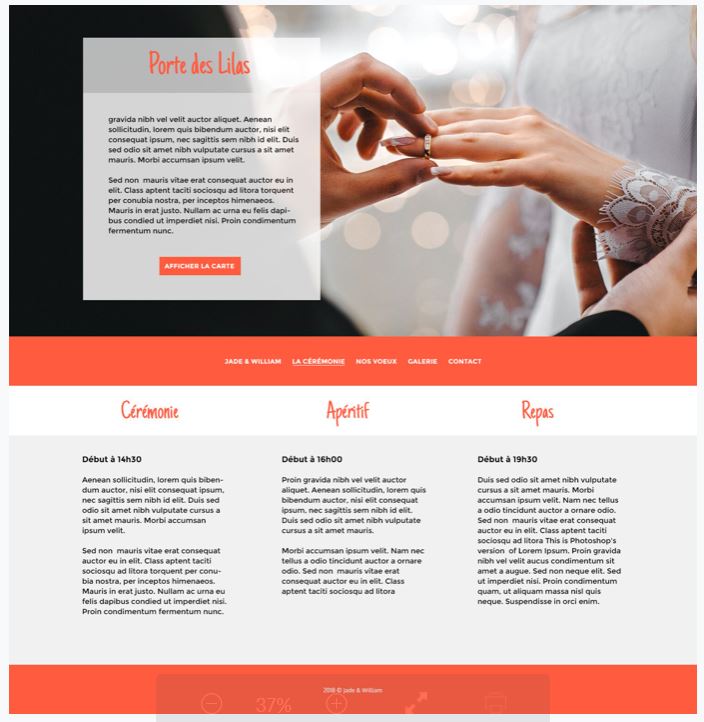 Porte des Lilas
gravida nibh vel velit auctor aliquet. Aenean
sollicitudin, lorem quis bibendum auctor, nisi elit
consequat ipsum, nec sagittis sem nibh id elit. Duis
sed odio sit amet nibh vulputate cursus a sit amet
mauris. Morbi accumsan ipsum velit.
Sed non mauris vitae erat consequat auctor eu in
elit. Class aptent taciti sociosqu ad litora torquent
per conubia nostra, per inceptos himenaeos.
Mauris in erat justo. Nullam ac urna eu felis dapi-
bus condied ut imperdiet nisi. Proin condimentum
fermentum nunc.
AFFICHER LA CARTE
JADE & WILLIAM LA CÉRÉMONIE NOS VOEUX GALERIE CONTACT
Cérémonie
Début à 14h30
Aenean sollicitudin, lorem quis biben-
dum auctor, nisi elit consequat ipsum,
nec sagittis sem nibh id elit. Duis sed
odio sit amet nibh vulputate cursus a
sit amet mauris. Morbi accumsan
ipsum velit.
Sed non mauris vitae erat consequat
auctor eu in elit. Class aptent taciti
sociosqu ad litora torquent per conu-
bia nostra, per inceptos himenaeos.
Mauris in erat justo. Nullam ac urna eu
felis dapibus condied ut imperdiet nisi.
Proin condimentum fermentum nunc.
Apéritif
Début à 16h00
Proin gravida nibh vel velit auctor
aliquet. Aenean sollicitudin, lorem quis
bibendum auctor, nisi elit consequat
ipsum, nec sagittis sem nibh id elit.
Duis sed odio sit amet nibh vulputate
cursus a sit amet mauris.
Morbi accumsan ipsum velit. Nam nec
tellus a odio tincidunt auctor a ornare
odio. Sed non mauris vitae erat
consequat auctor eu in elit. Class
aptent taciti sociosqu ad litora
Repas
Début à 19h30
Duis sed odio sit amet nibh vulputate
cursus a sit amet mauris. Morbi
accumsan ipsum velit. Nam nec tellus
a odio tincidunt auctor a ornare odio.
Sed non mauris vitae erat consequat
auctor eu in elit. Class aptent taciti
sociosqu ad litora This is Photoshop's
version of Lorem Ipsum. Proin gravida
nibh vel velit aucus condimentum sit
amet a augue. Sed non neque elit. Sed
ut imperdiet nisi. Proin condimentum
quam, ut aliquam massa nisl quis
neque. Suspendisse in orci enim.
2018 © Jade & William
37%